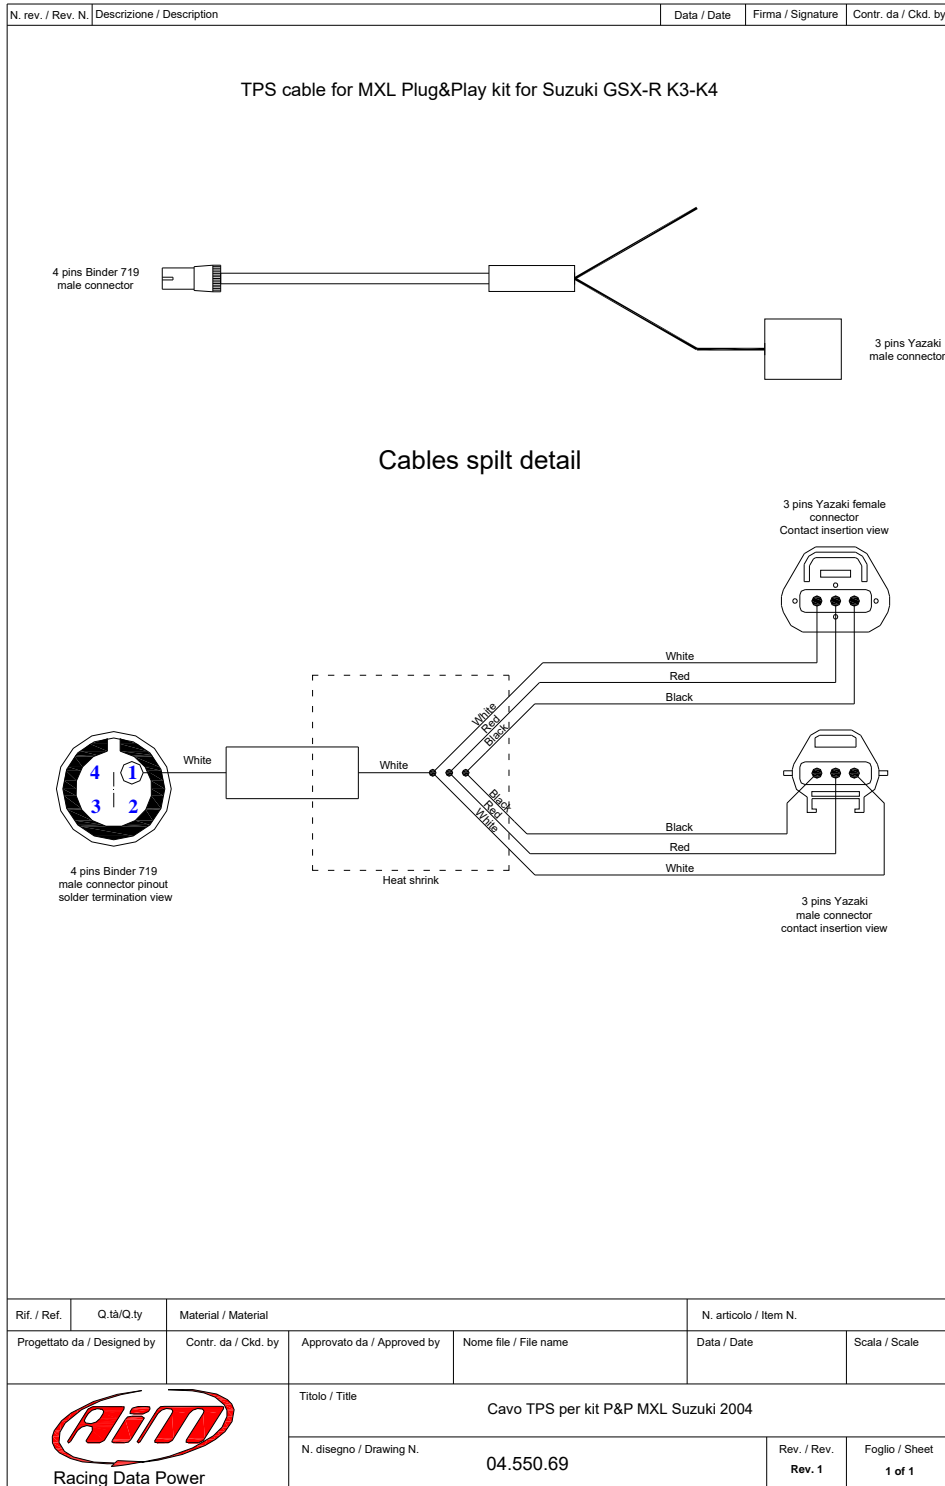 N. rev. / Rev. N. Descrizione / Description Data / Date Firma / Signature Contr. da / Ckd. by
TPS cable for MXL Plug&Play kit for Suzuki GSX-R K3-K4
4 pins Binder 719
male connector
3 pins Yazaki
male connector
Cables spilt detail
3 pins Yazaki female
connector
Contact insertion view
White
Red
Black
White
Red
Black
White
White
4 1
3 2
Black
Red
White
Black
Red
White
Heat shrink
4 pins Binder 719
male connector pinout
solder termination view
3 pins Yazaki
male connector
contact insertion view
Rif. / Ref. Q.tà/Q.ty Material / Material N. articolo / Item N.
Progettato da / Designed by Contr. da / Ckd. by Approvato da / Approved by Nome file / File name Data / Date Scala / Scale
AiM
Racing Data Power
Titolo / Title
Cavo TPS per kit P&P MXL Suzuki 2004
N. disegno / Drawing N.
04.550.69
Rev. / Rev.
Rev. 1
Foglio / Sheet
1 of 1